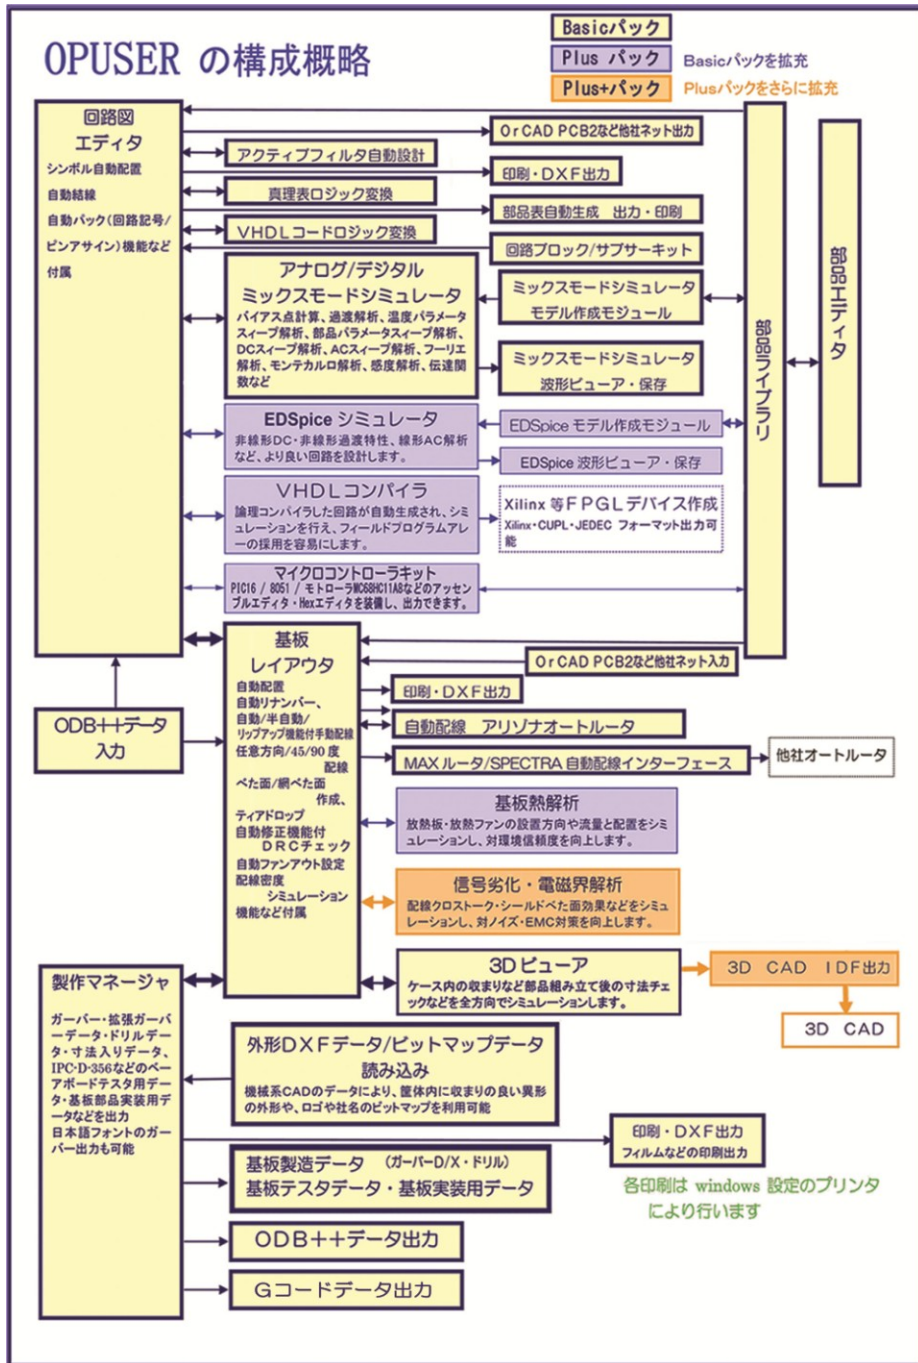 OPUSER の構成概略
Basicパック
Plus パック
Basicパックを拡充
Plus+パック
Plusパックをさらに拡充
回路図
エディタ
シンボル自動配置
自動結線
自動パック(回路記号/
ピンアサイン)機能など
付属
OrCAD PCB2など他社ネット出力
アクティブフィルタ自動設計
印刷・DXF出力
真理表ロジック変換
部品表自動生成 出力・印刷
VHDLコードロジック変換
回路ブロック/サブサーキット
アナログ/デジタル
ミックスモードシミュレータ
バイアス点計算、過渡解析、温度パラメータ
スィープ解析、部品パラメータスィープ解析、
DCスィープ解析、ACスィープ解析、フーリエ
解析、モンテカルロ解析、感度解析、伝達関
数など
ミックスモードシミュレータ
モデル作成モジュール
ミックスモードシミュレータ
波形ビューア・保存
部品ライブラリ
部品エディタ
EDSpice シミュレータ
非線形DC・非線形過渡特性、線形AC解析
など、より良い回路を設計します。
EDSpice モデル作成モジュール
EDSpice 波形ビューア・保存
VHDLコンパイラ
論理コンパイラした回路が自動生成され、シミ
ュレーションを行え、フィールドプログラムアレ
ーの採用を容易にします。
Xilinx 等FPGLデバイス作成
Xilinx・CUPL・JEDEC フォーマット出力可
能
マイクロコントローラキット
PIC16 / 8051 / モトローラMC68HC11A8などのアッセン
ブルエディタ・Hexエディタを装備し、出力できます。
基板
レイアウタ
自動配置
自動リナンバー、
自動/半自動/
リップアップ機能付手動配線
任意方向/45/90 度
配線
べた面/網べた面
作成、
ティアドロップ
自動修正機能付
DRCチェック
自動ファンアウト設定
配線密度
シミュレーション
機能など付属
OrCAD PCB2など他社ネット入力
印刷・DXF出力
自動配線 アリゾナオートルータ
MAXルータ/SPECTRA自動配線インターフェース
他社オートルータ
ODB++データ
入力
基板熱解析
放熱板・放熱ファンの設置方向や流量と配置をシミ
ュレーションし、対環境信頼度を向上します。
信号劣化・電磁界解析
配線クロストーク・シールドべた面効果などをシミュ
レーションし、対ノイズ・EMC対策を向上します。
3Dビューア
ケース内の収まりなど部品組み立て後の寸法チェ
ックなどを全方向でシミュレーションします。
3D CAD IDF出力
3D CAD
製作マネージャ
ガーバー・拡張ガーバ
ーデータ・ドリルデー
タ・寸法入りデータ、
IPC-D-356などのベー
アボードテスタ用デー
タ・基板部品実装用デ
ータなどを出力
日本語フォントのガー
バー出力も可能
外形DXFデータ/ビットマップデータ
読み込み
機械系CADのデータにより、筐体内に収まりの良い異形
の外形や、ロゴや社名のビットマップを利用可能
印刷・DXF出力
フィルムなどの印刷出力
基板製造データ (ガーバーD/X・ドリル)
基板テスタデータ・基板実装用データ
各印刷は windows 設定のプリンタ
により行います
ODB++データ出力
Gコードデータ出力